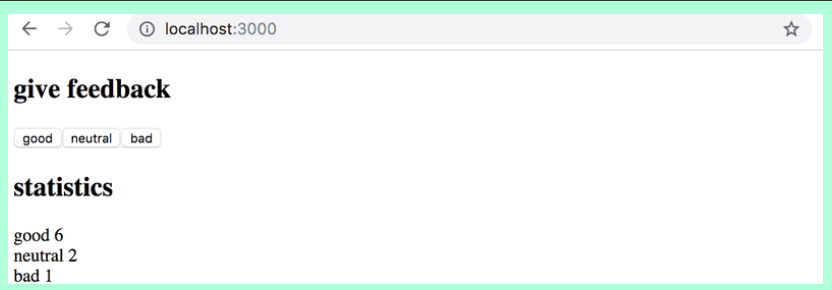 localhost:3000
give feedback
good neutral bad
statistics
good 6
neutral 2
bad 1